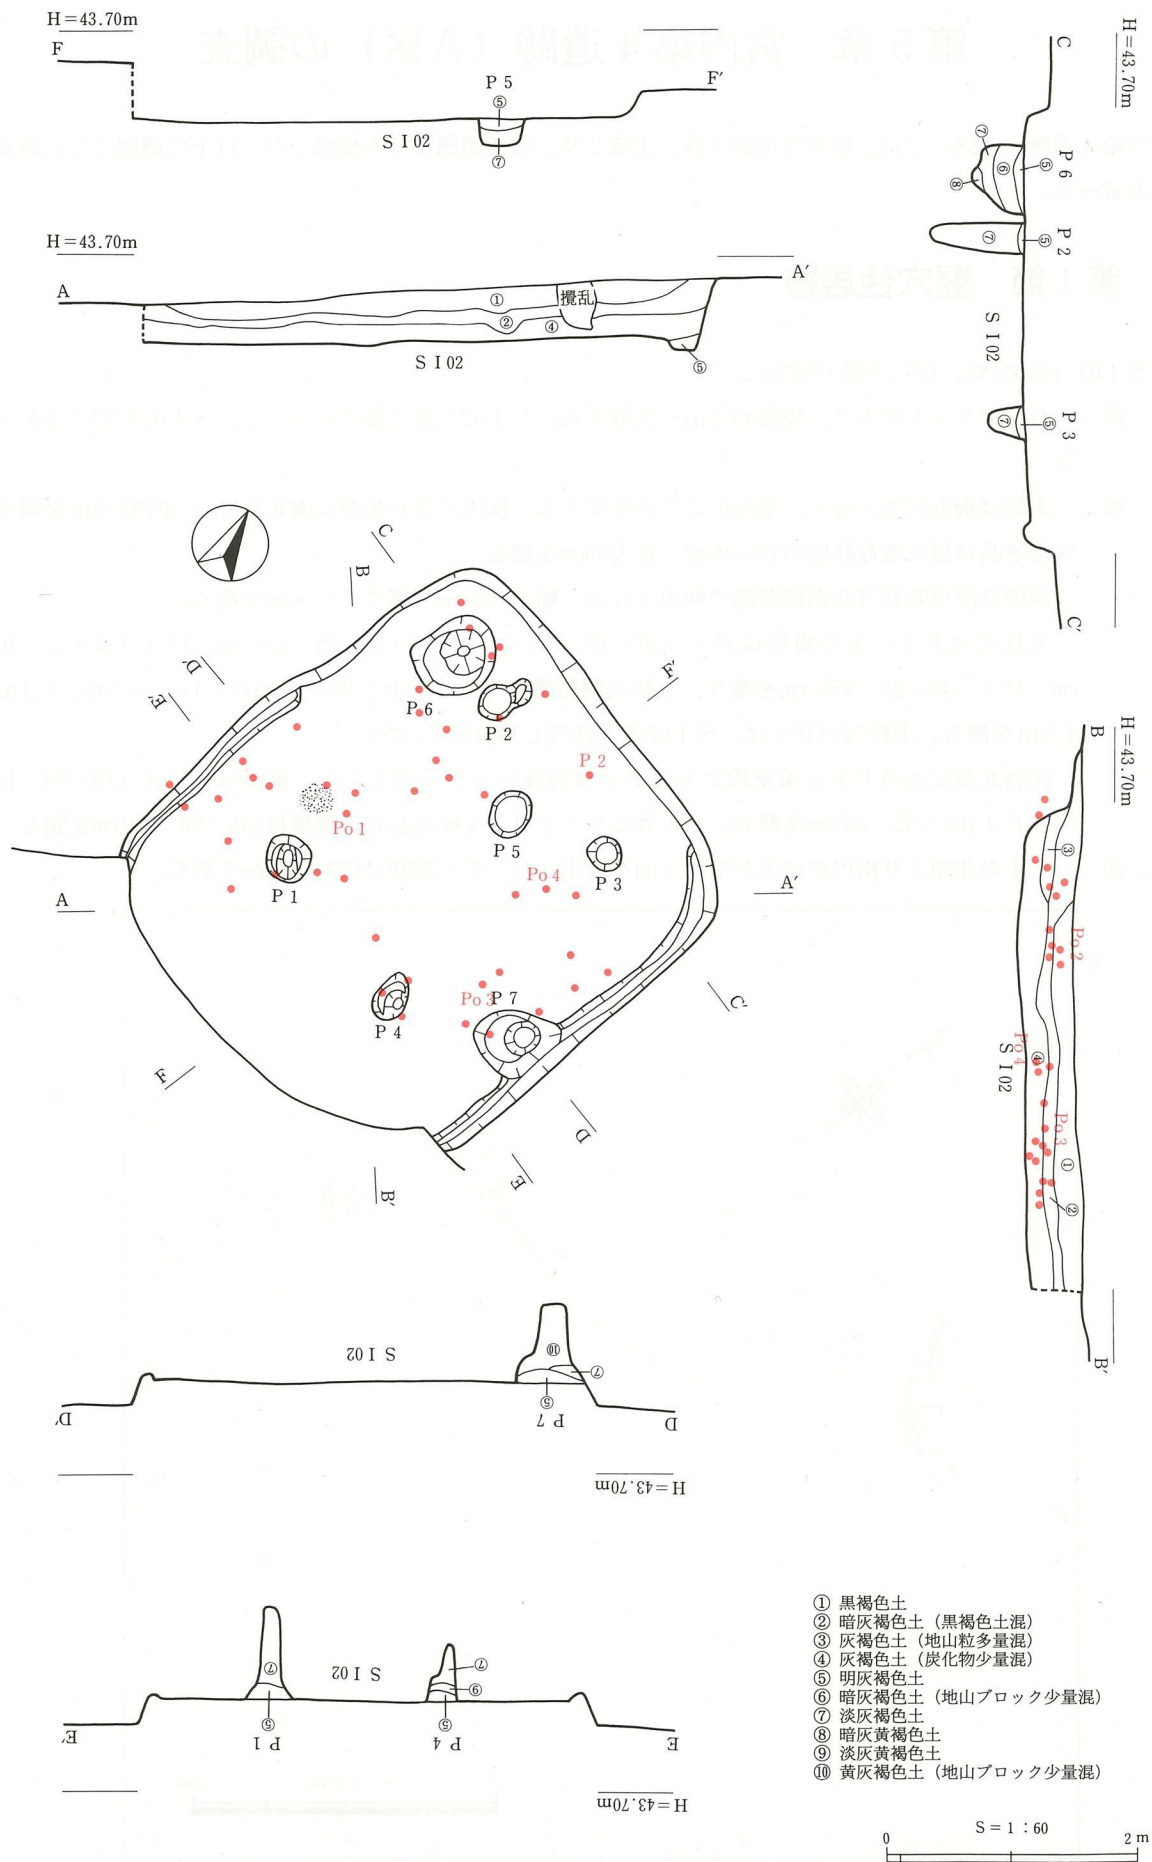 H＝43.70m
F
F′
P 5
⑤
⑦
S I 02
H＝43.70m
A
A′
①
攪乱
②
④
⑤
S I 02
H＝43.70m
C
⑦
⑥
⑤
⑧
P 6
⑦
⑤
P 2
S I 02
⑦
⑤
P 3
C′
C
B
D′
E′
F′
P 6
P 2
P 2
Po 1
P 5
P 1
Po 4
P 3
A
A′
Po 3
P 7
P 4
C′
F
D
E
B′
H＝43.70m
B
③
Po 2
Po 4
④
S I 02
Po 3
①
②
B′
S I 02
⑩
⑦
⑤
P 7
D′
D
H＝43.70m
⑦
S I 02
⑦
⑨
⑤
⑤
P 1
P 4
E′
E
H＝43.70m
① 黒褐色土
② 暗灰褐色土（黒褐色土混）
③ 灰褐色土（地山粒多量混）
④ 灰褐色土（炭化物少量混）
⑤ 明灰褐色土
⑥ 暗灰褐色土（地山ブロック少量混）
⑦ 淡灰褐色土
⑧ 暗灰黄褐色土
⑨ 淡灰黄褐色土
⑩ 黄灰褐色土（地山ブロック少量混）
S＝1：60
0
2 m